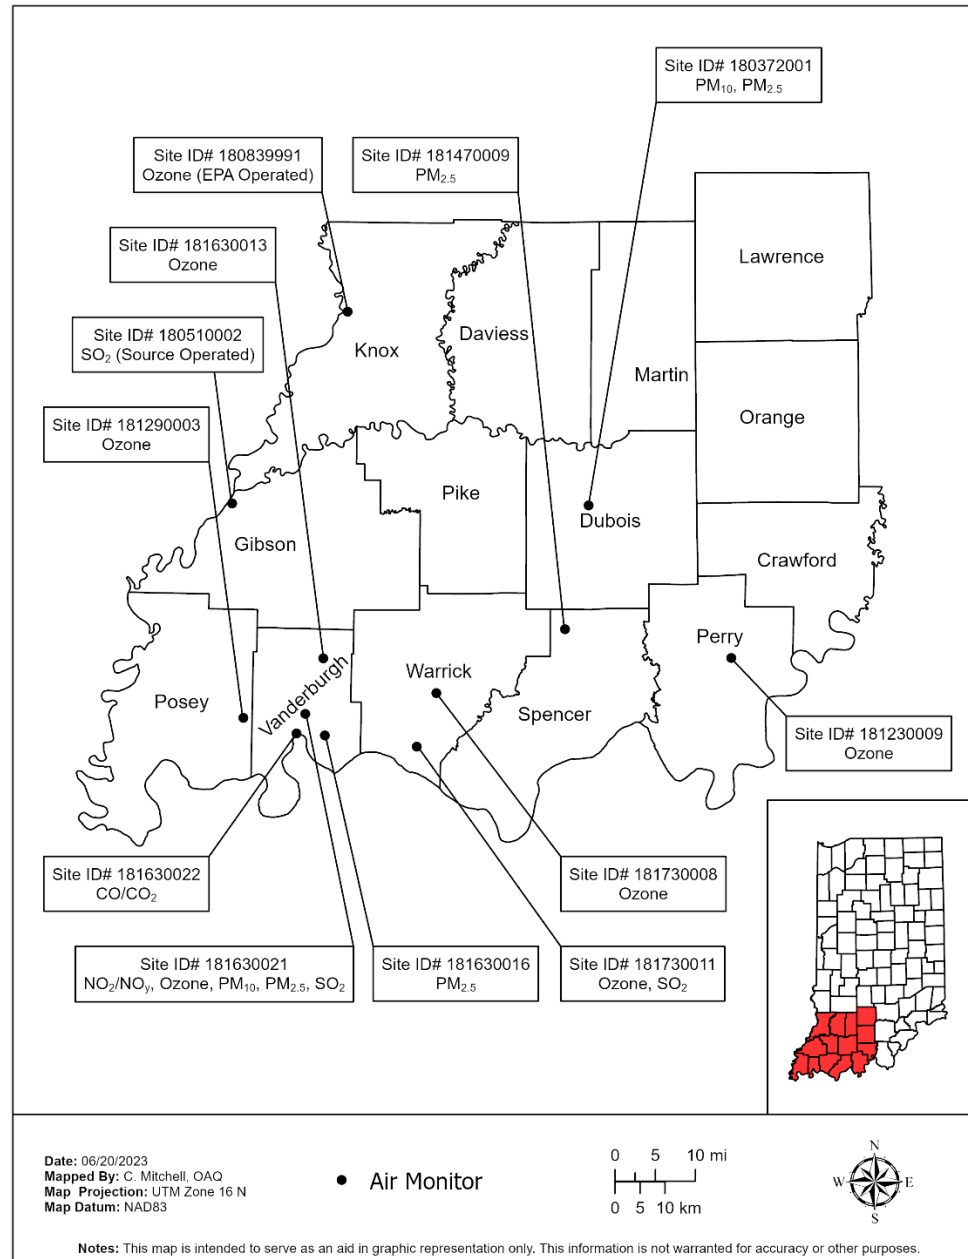 Site ID# 180372001
PM₁₀, PM₂.₅
Site ID# 180839991
Ozone (EPA Operated)
Site ID# 181470009
PM₂.₅
Site ID# 181630013
Ozone
Site ID# 180510002
SO₂ (Source Operated)
Site ID# 181290003
Ozone
Lawrence
Daviess
Knox
Martin
Orange
Pike
Dubois
Gibson
Crawford
Perry
Warrick
Vanderburgh
Posey
Spencer
Site ID# 181230009
Ozone
Site ID# 181630022
CO/CO₂
Site ID# 181730008
Ozone
Site ID# 181630021
NO₂/NOᵧ, Ozone, PM₁₀, PM₂.₅, SO₂
Site ID# 181630016
PM₂.₅
Site ID# 181730011
Ozone, SO₂
Date: 06/20/2023
Mapped By: C. Mitchell, OAQ
Map Projection: UTM Zone 16 N
Map Datum: NAD83
Air Monitor
0 5 10 mi
0 5 10 km
N
W E
S
Notes: This map is intended to serve as an aid in graphic representation only. This information is not warranted for accuracy or other purposes.